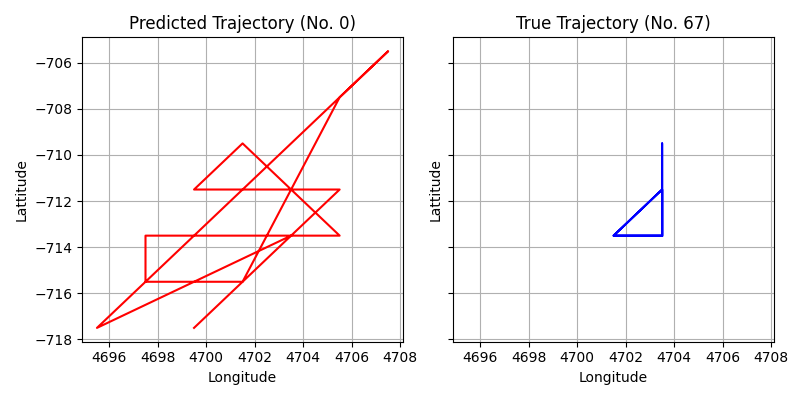 Predicted Trajectory (No. 0)
True Trajectory (No. 67)
−706
−708
−710
−712
−714
−716
−718
Lattitude
Lattitude
4696 4698 4700 4702 4704 4706 4708
4696 4698 4700 4702 4704 4706 4708
Longitude
Longitude